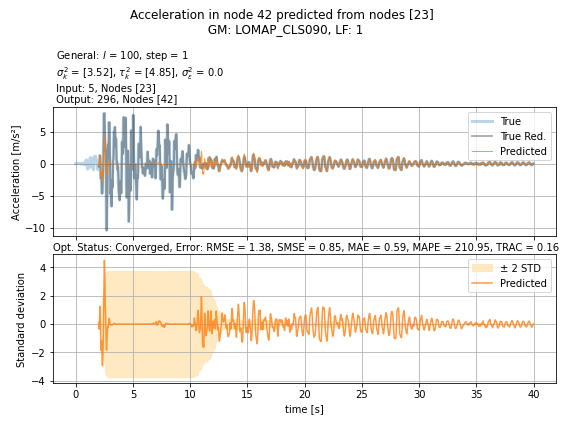 Acceleration in node 42 predicted from nodes [23]
GM: LOMAP_CLS090, LF: 1
General: l = 100, step = 1
σ²ₖ = [3.52], τ²ₖ = [4.85], σ²ₑ = 0.0
Input: 5, Nodes [23]
Output: 296, Nodes [42]
Acceleration [m/s²]
5
0
−5
−10
True
True Red.
Predicted
Opt. Status: Converged, Error: RMSE = 1.38, SMSE = 0.85, MAE = 0.59, MAPE = 210.95, TRAC = 0.16
Standard deviation
4
2
0
−2
−4
± 2 STD
Predicted
0 5 10 15 20 25 30 35 40
time [s]